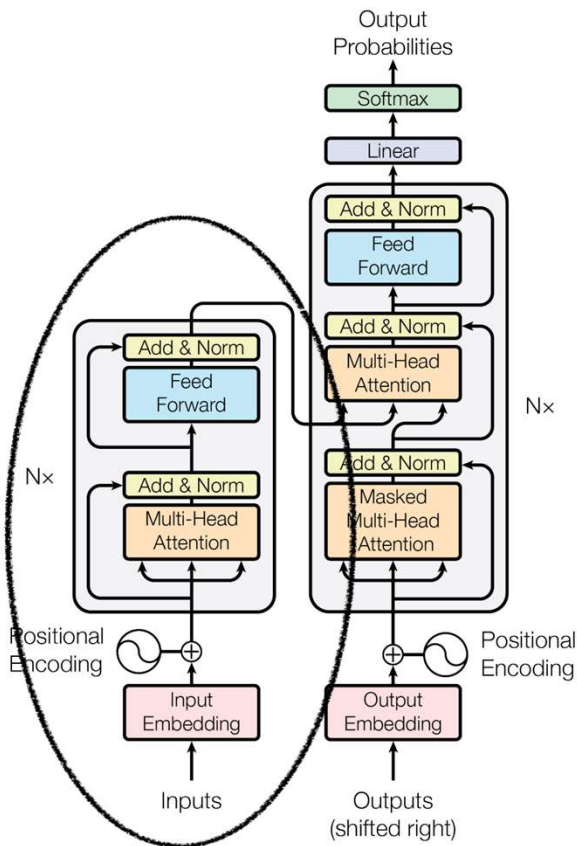 Output
Probabilities
Softmax
Linear
Add & Norm
Feed
Forward
Add & Norm
Multi-Head
Attention
Add & Norm
Masked
Multi-Head
Attention
N×
Positional
Encoding
Output
Embedding
Outputs
(shifted right)
Add & Norm
Feed
Forward
Add & Norm
Multi-Head
Attention
N×
Positional
Encoding
Input
Embedding
Inputs